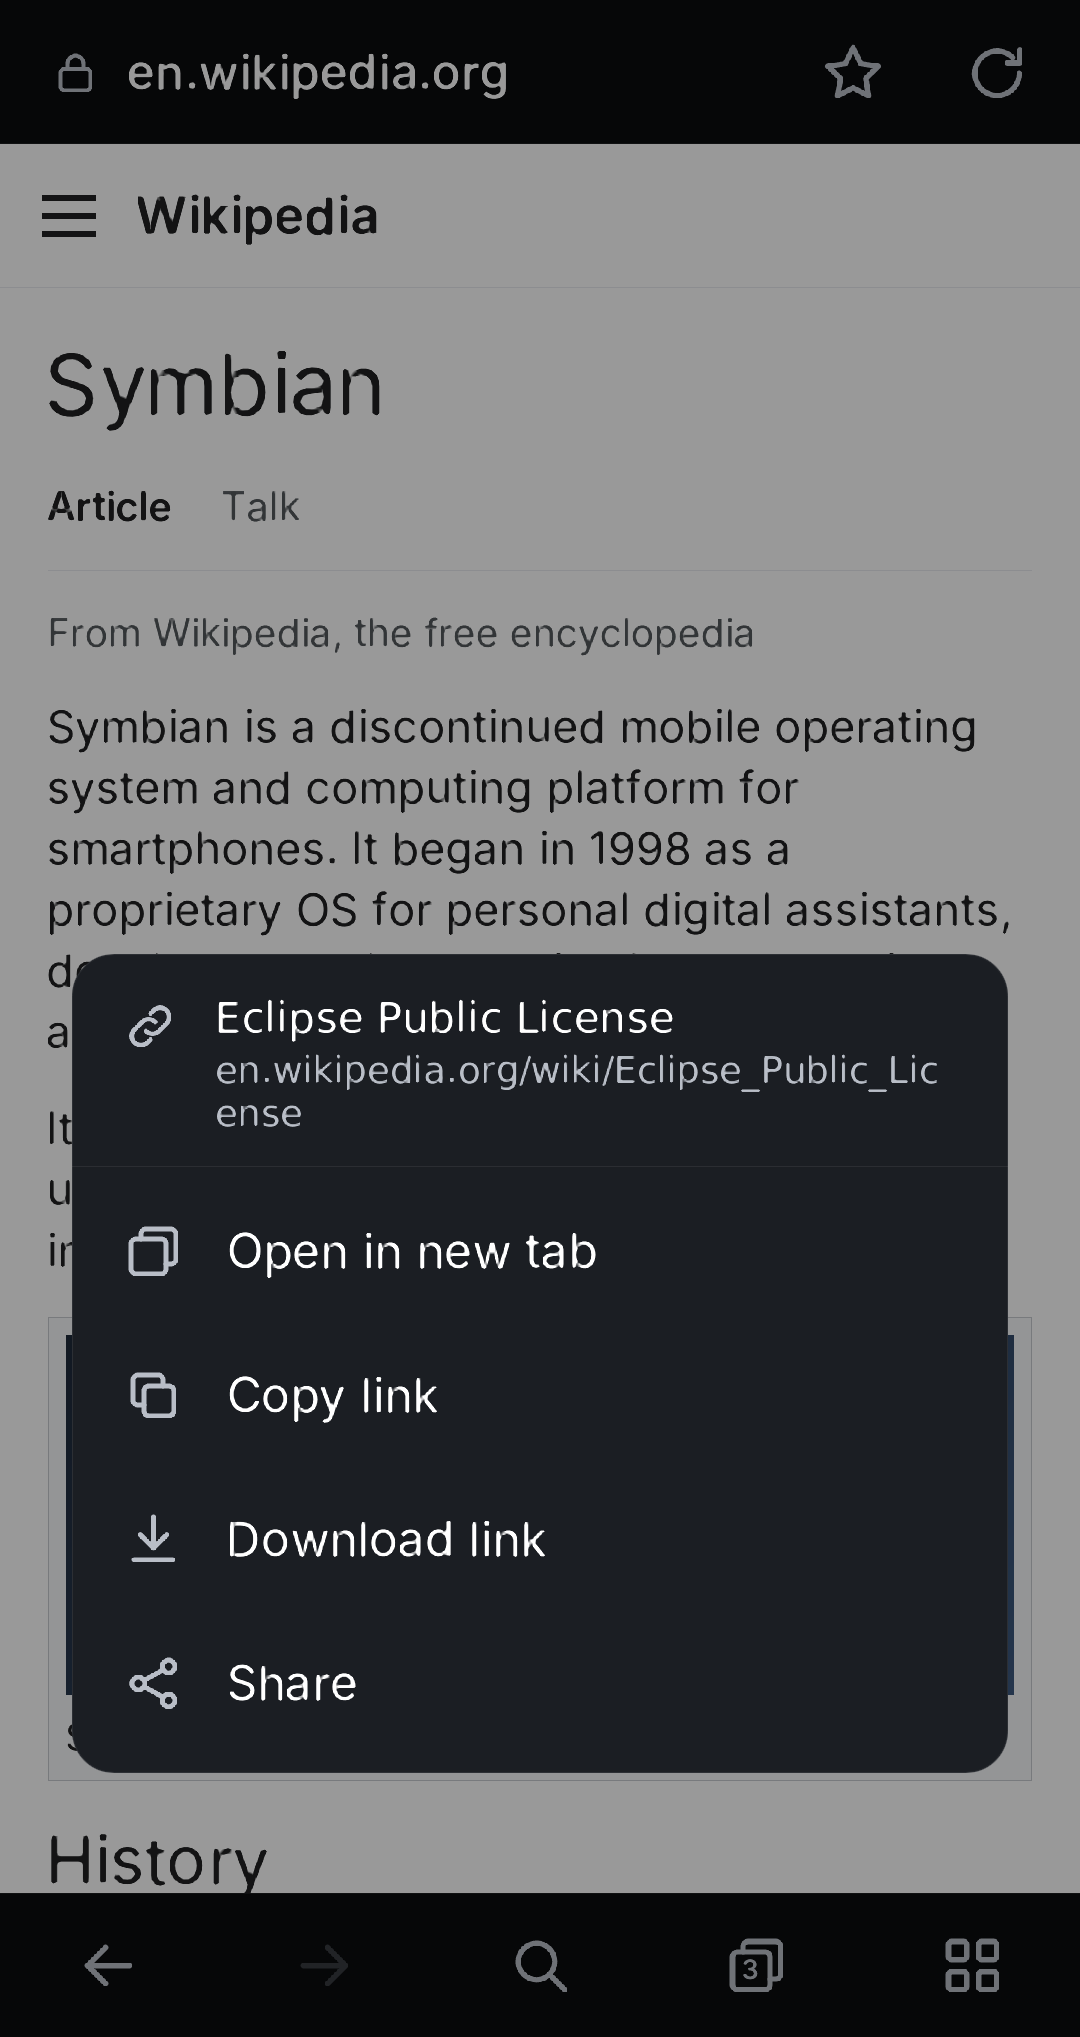 en.wikipedia.org
Wikipedia
Symbian
Article Talk
From Wikipedia, the free encyclopedia
Symbian is a discontinued mobile operating
system and computing platform for
smartphones. It began in 1998 as a
proprietary OS for personal digital assistants,
Eclipse Public License
en.wikipedia.org/wiki/Eclipse_Public_Lic
ense
It
Open in new tab
Copy link
Download link
Share
History
3